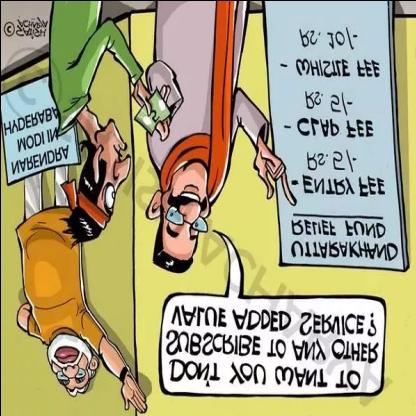 DON'T YOU WANT TO
SUBSCRIBE TO ANY OTHER
VALUE ADDED SERVICE?
UTTARAKHAND
RELIEF FUND
- ENTRY FEE
Rs. 5/-
- CLAP FEE
Rs. 5/-
- WHISTLE FEE
Rs. 10/-
NARENDRA
MODI IN
HYDERABA
SATISH
© ACHARYA